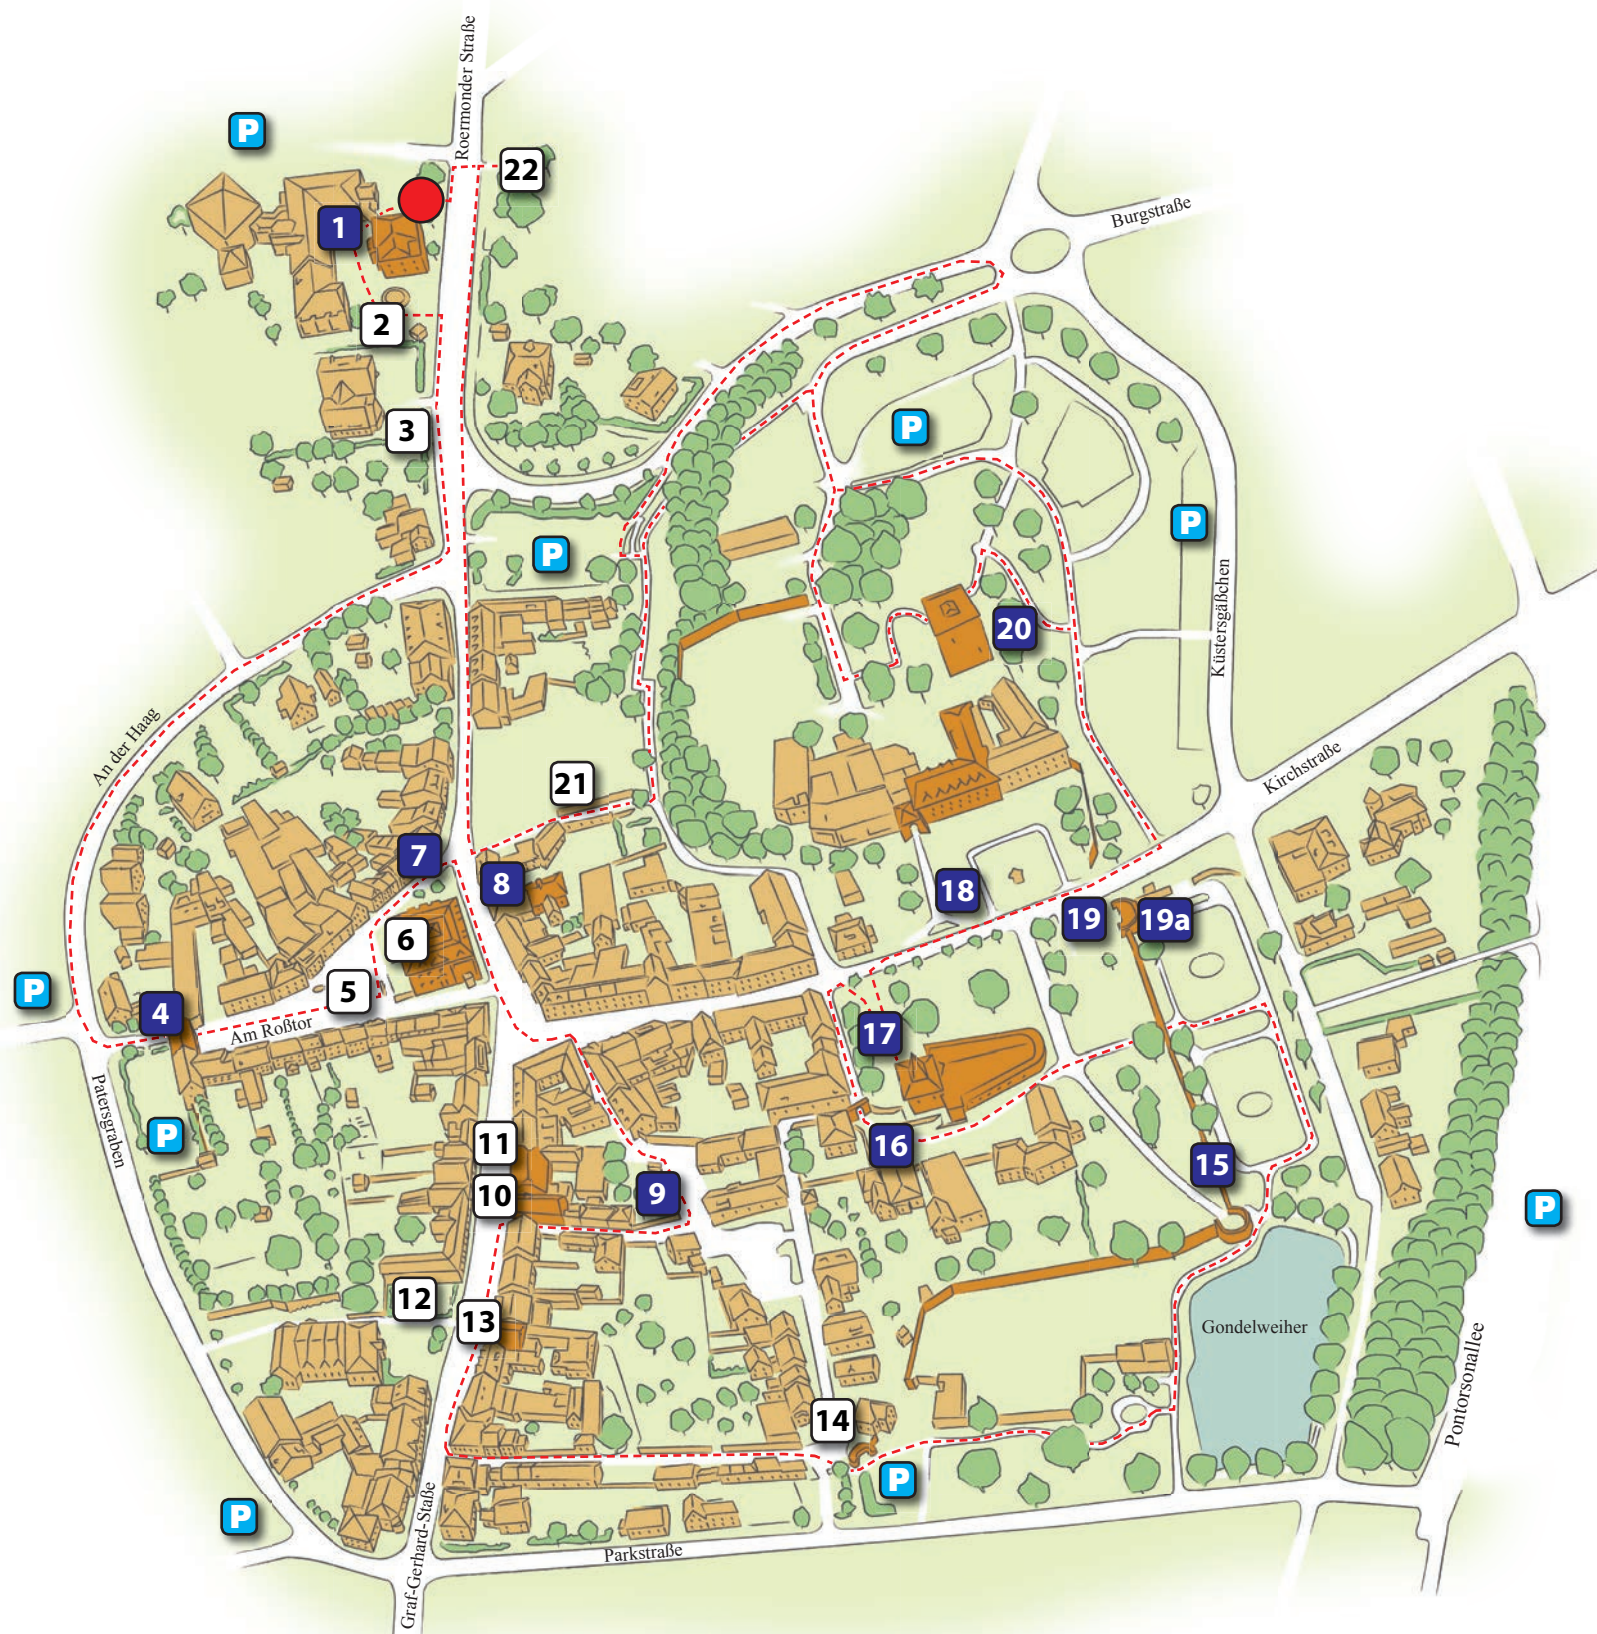 Roermonder Straße
P
22
1
Burgstraße
2
3
P
P
P
Küstersgäßchen
20
An der Haag
Kirchstraße
21
7
8
18
19
19a
6
5
P
4
Am Roßtor
17
Patersgraben
P
11
16
15
10
9
P
12
13
Gondelweiher
Pontorsonallee
14
P
P
Graf-Gerhard-Staße
Parkstraße